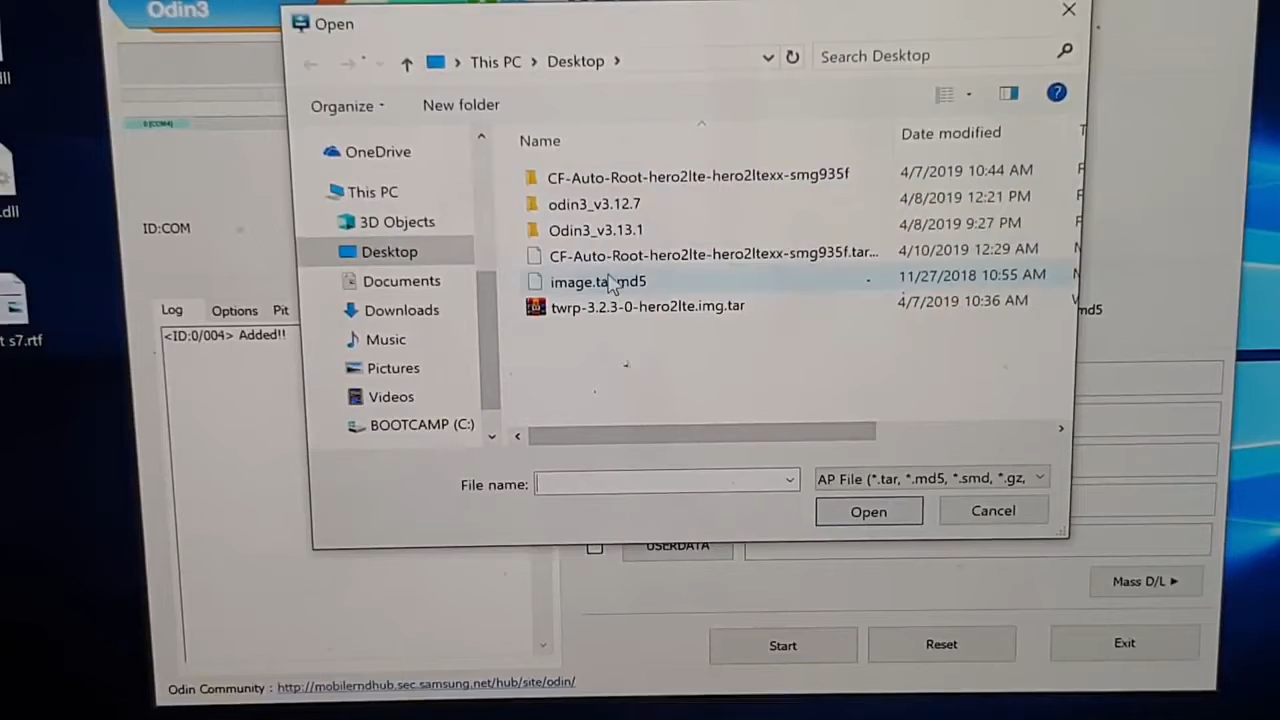 Odin3
Open
This PC
Desktop
Search Desktop
Organize
New folder
Name
Date modified
OneDrive
This PC
3D Objects
Desktop
Documents
Downloads
Music
Pictures
Videos
BOOTCAMP (C:)
CF-Auto-Root-hero2lte-hero2ltexx-smg935f 4/7/2019 10:44 AM
odin3_v3.12.7 4/8/2019 12:21 PM
Odin3_v3.13.1 4/8/2019 9:27 PM
CF-Auto-Root-hero2lte-hero2ltexx-smg935f.tar... 4/10/2019 12:29 AM
11/27/2018 10:55 AM
twrp-3.2.3-0-hero2lte.img.tar 4/7/2019 10:36 AM
File name:
AP File (*.tar, *.md5, *.smd, *.gz,
Open
Cancel
0:[COM4]
ID:COM
Log
Options
Pit
<ID:0/004> Added!!
md5
USERDATA
Mass D/L
Start
Reset
Exit
Odin Community : http://mobilerndhub.sec.samsung.net/hub/site/odin/
dll
.dll
t s7.rtf